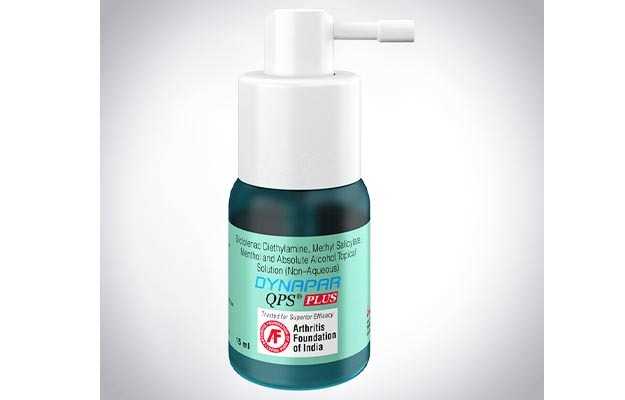 Diclofenac Diethylamine, Methyl Salicylate,
Menthol and Absolute Alcohol Topical
Solution (Non-Aqueous)
DYNAPAR
QPS® PLUS
Trusted for Superior Efficacy
AF
Arthritis
Foundation
of India
15 ml